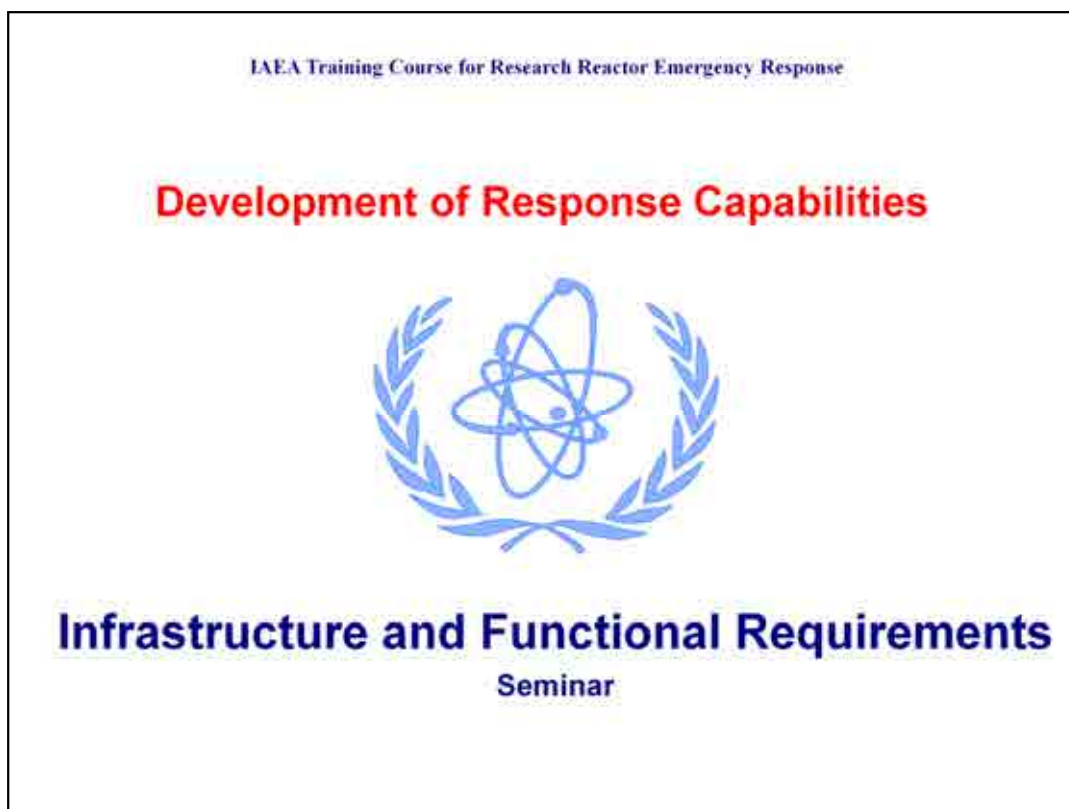 IAEA Training Course for Research Reactor Emergency Response
Development of Response Capabilities
Infrastructure and Functional Requirements
Seminar